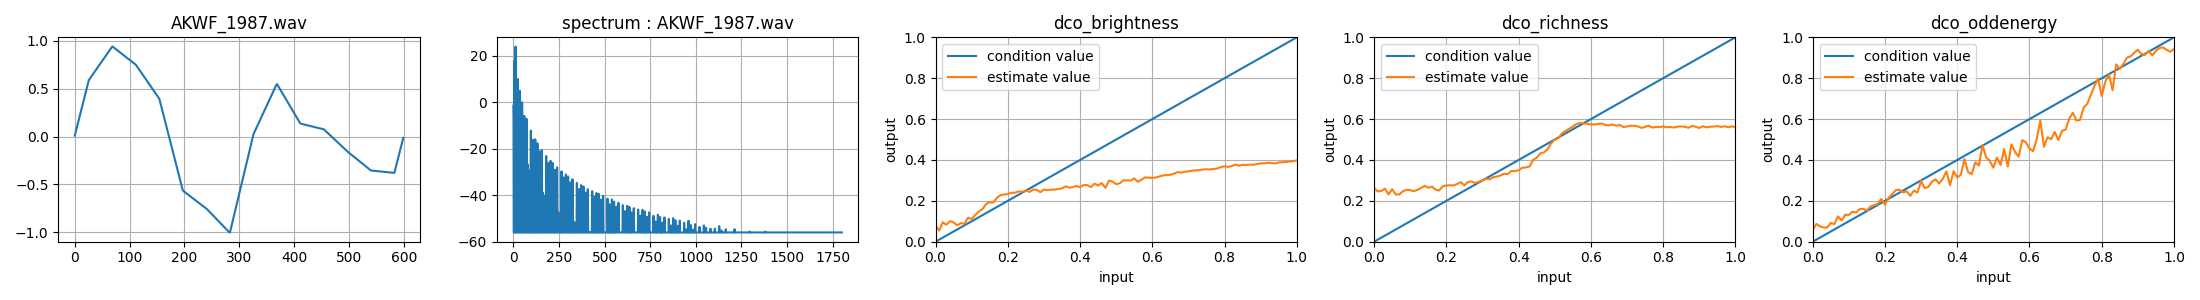 AKWF_1987.wav
1.0
0.5
0.0
−0.5
−1.0
0 100 200 300 400 500 600
spectrum : AKWF_1987.wav
20
0
−20
−40
−60
0 250 500 750 1000 1250 1500 1750
dco_brightness
condition value
estimate value
output
1.0
0.8
0.6
0.4
0.2
0.0
0.0 0.2 0.4 0.6 0.8 1.0
input
dco_richness
condition value
estimate value
output
1.0
0.8
0.6
0.4
0.2
0.0
0.0 0.2 0.4 0.6 0.8 1.0
input
dco_oddenergy
condition value
estimate value
output
1.0
0.8
0.6
0.4
0.2
0.0
0.0 0.2 0.4 0.6 0.8 1.0
input